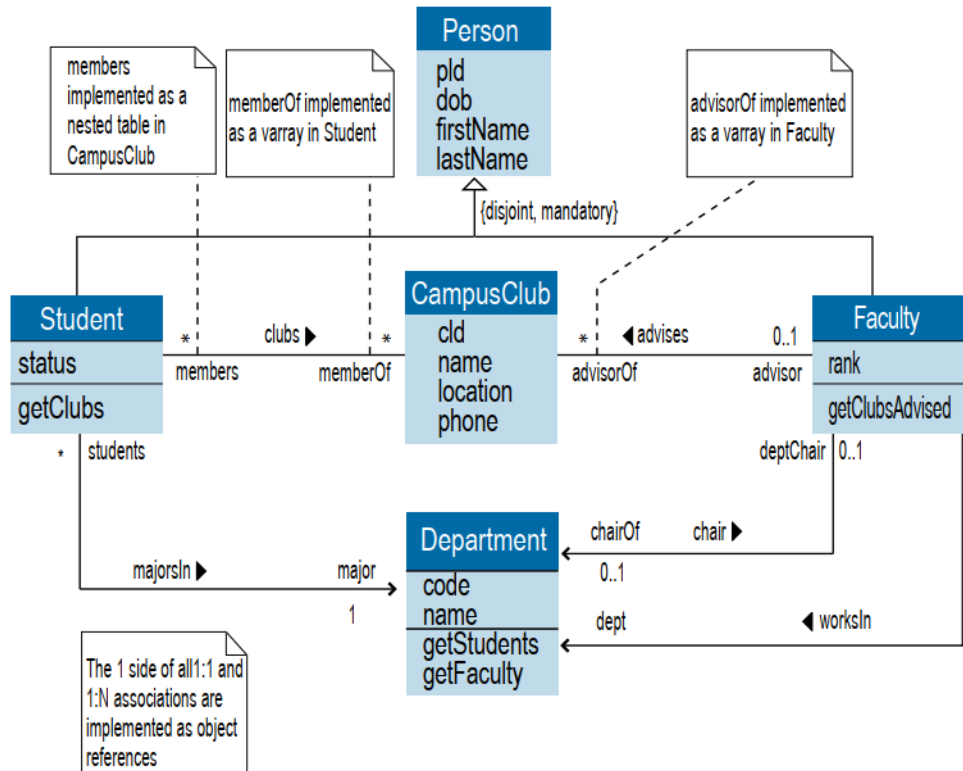 Person
pId
dob
firstName
lastName
members
implemented as a
nested table in
CampusClub
memberOf implemented
as a varray in Student
advisorOf implemented
as a varray in Faculty
{disjoint, mandatory}
Student
status
getClubs
* clubs ▶ *
members memberOf
CampusClub
cId
name
location
phone
* ◀ advises 0..1
advisorOf advisor
Faculty
rank
getClubsAdvised
* students
deptChair 0..1
majorsIn ▶ major
1
Department
code
name
getStudents
getFaculty
chairOf chair ▶
0..1
dept ◀ worksIn
The 1 side of all1:1 and
1:N associations are
implemented as object
references